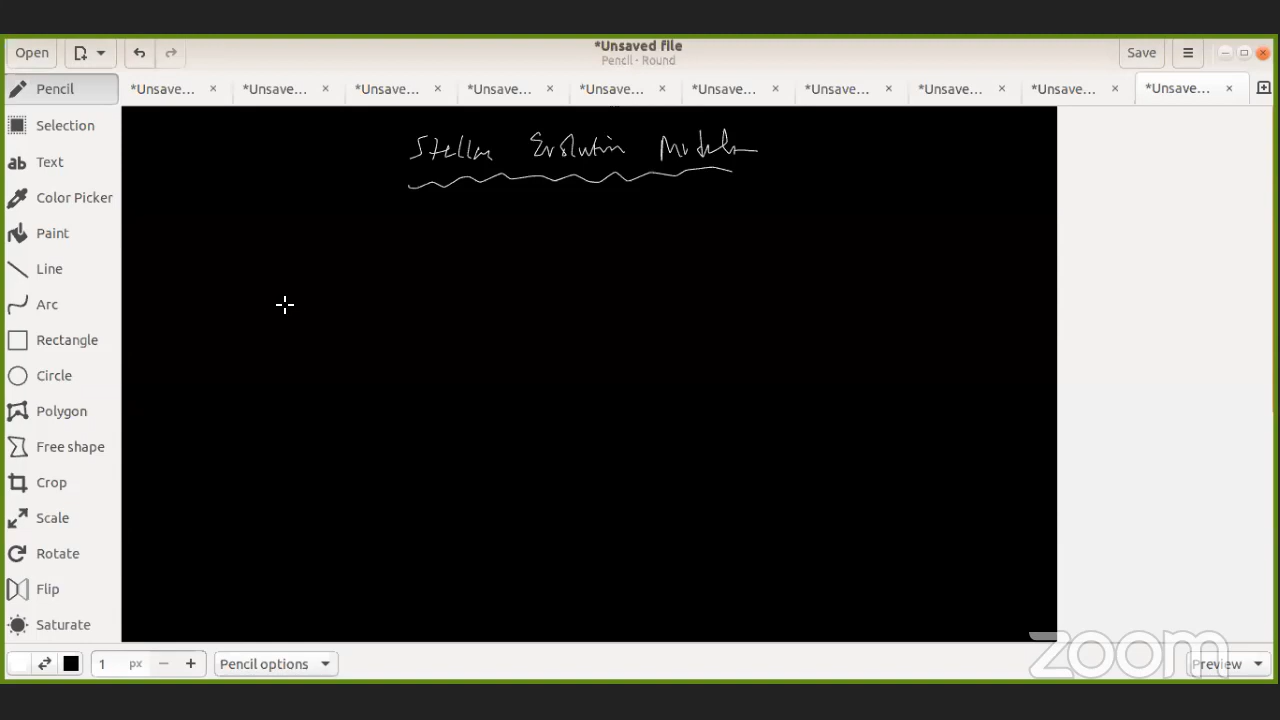 *Unsaved file
Open Pencil · Round Save
Pencil *Unsave... × *Unsave... × *Unsave... × *Unsave... × *Unsave... × *Unsave... × *Unsave... × *Unsave... × *Unsave... × *Unsave... ×
Selection
Text
Color Picker
Paint
Line
Arc
Rectangle
Circle
Polygon
Free shape
Crop
Scale
Rotate
Flip
Saturate
Stellar Evolution Models
1 px − + Pencil options Preview
zoom